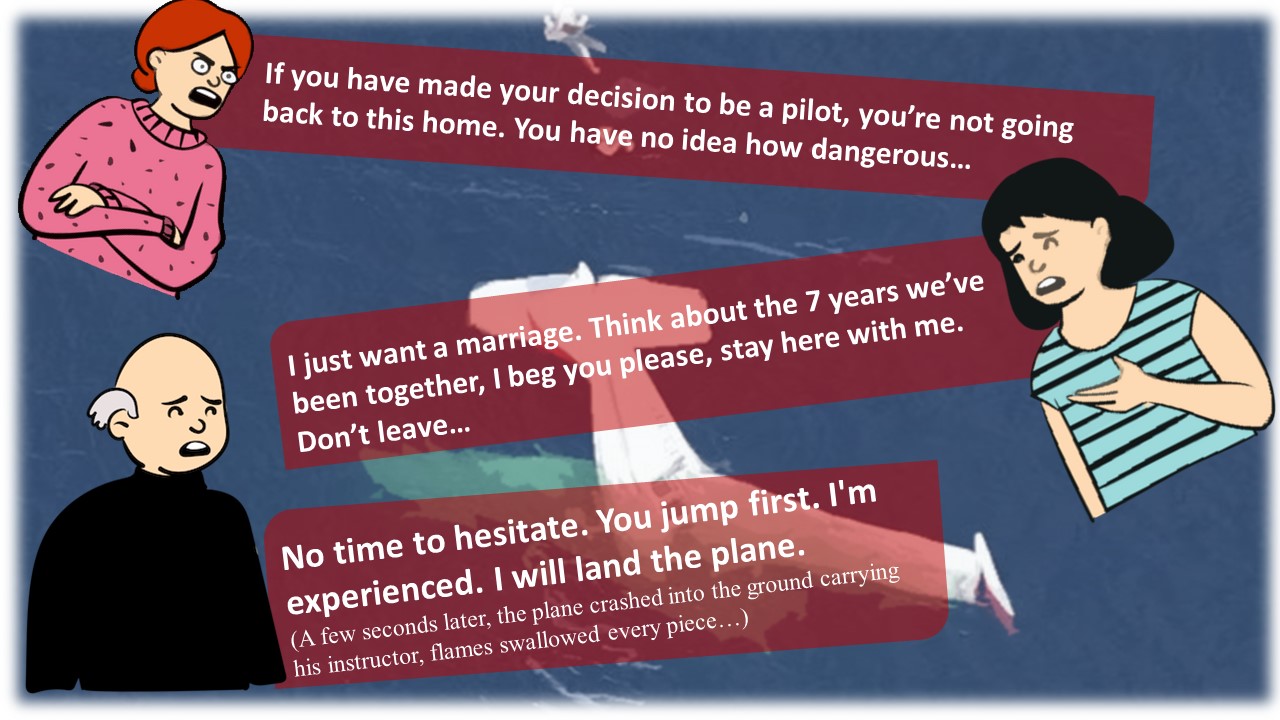 If you have made your decision to be a pilot, you’re not going
back to this home. You have no idea how dangerous…
I just want a marriage. Think about the 7 years we’ve
been together, I beg you please, stay here with me.
Don’t leave…
No time to hesitate. You jump first. I'm
experienced. I will land the plane.
(A few seconds later, the plane crashed into the ground carrying
his instructor, flames swallowed every piece…)